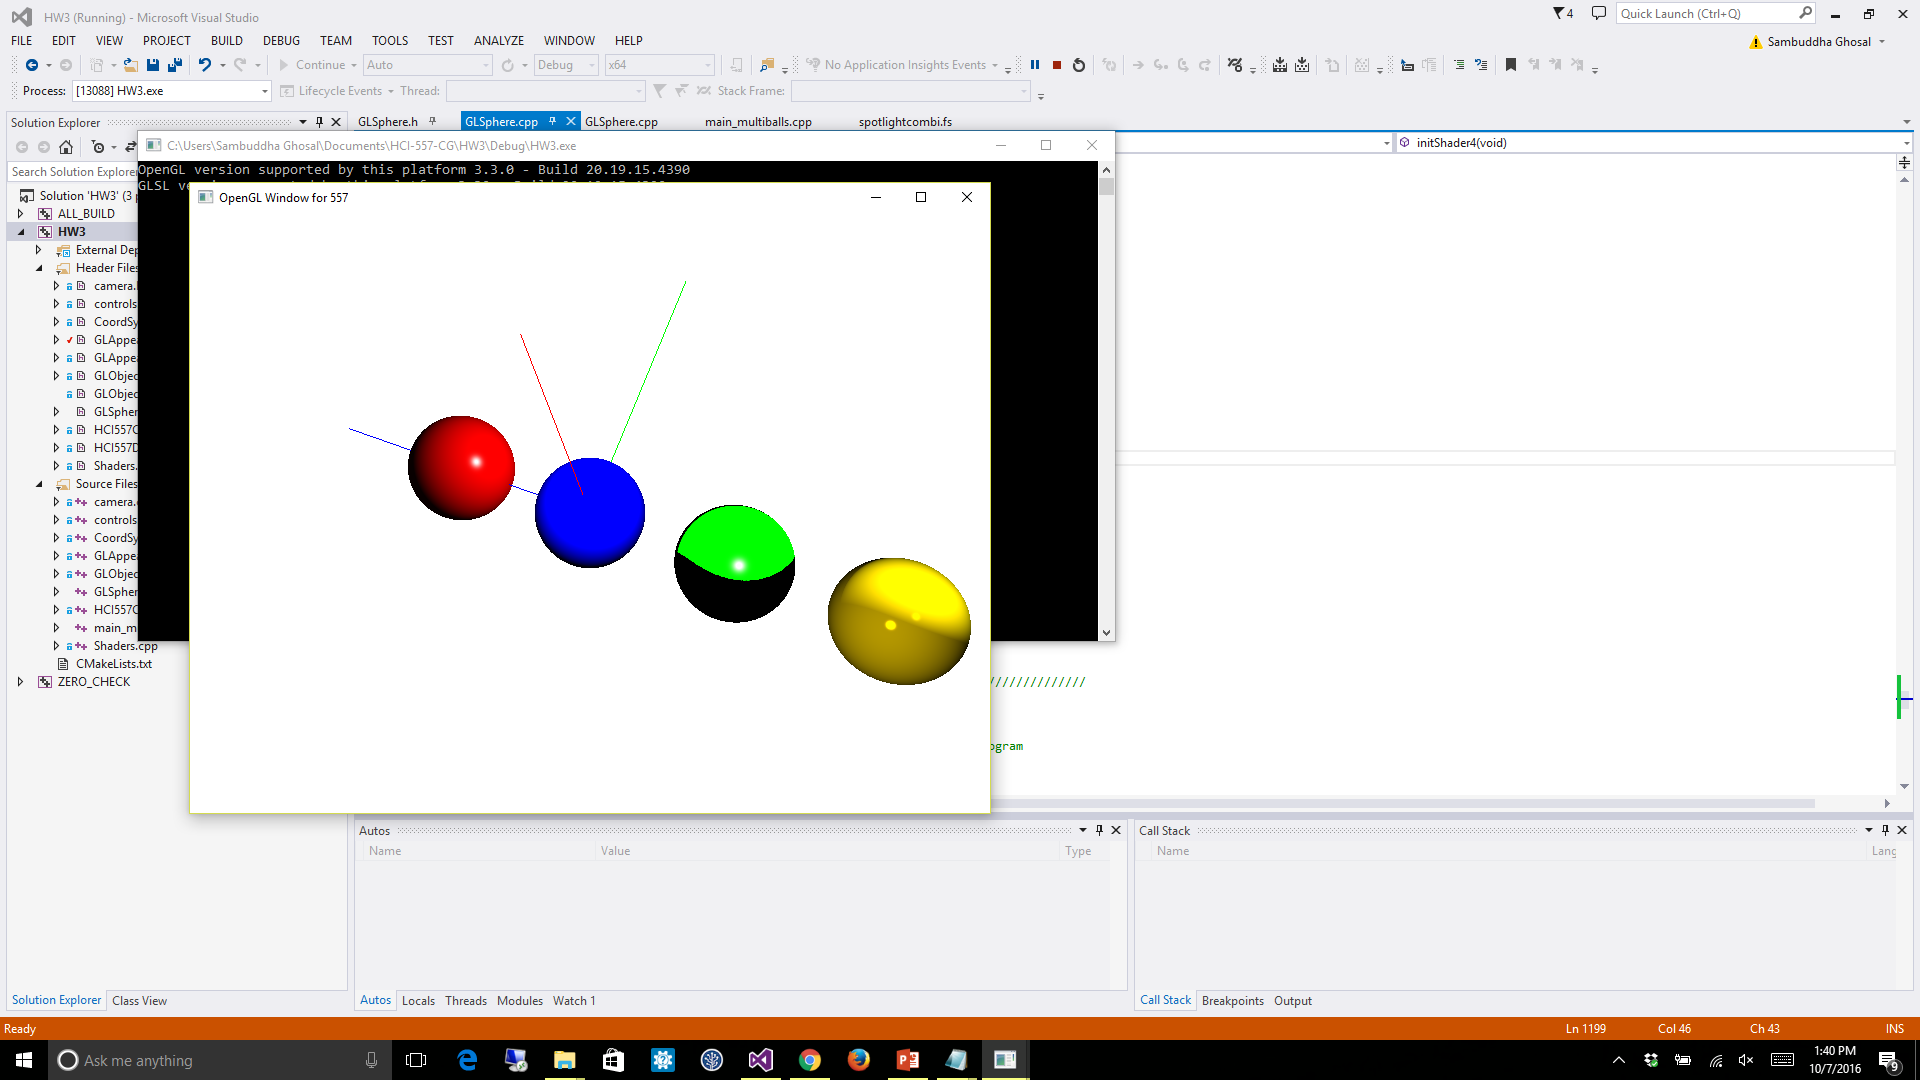 HW3 (Running) - Microsoft Visual Studio
4
Quick Launch (Ctrl+Q)
FILE EDIT VIEW PROJECT BUILD DEBUG TEAM TOOLS TEST ANALYZE WINDOW HELP
Sambuddha Ghosal
Continue Auto Debug x64 No Application Insights Events
Process: [13088] HW3.exe Lifecycle Events Thread: Stack Frame:
Solution Explorer
GLSphere.h GLSphere.cpp GLSphere.cpp main_multiballs.cpp spotlightcombi.fs
initShader4(void)
C:\Users\Sambuddha Ghosal\Documents\HCI-557-CG\HW3\Debug\HW3.exe
OpenGL version supported by this platform 3.3.0 - Build 20.19.15.4390
GLSL ve
OpenGL Window for 557
Search Solution Explorer
Solution 'HW3' (3
ALL_BUILD
HW3
External Dep
Header Files
camera.
controls
CoordSy
GLAppea
GLAppea
GLObjec
GLObjec
GLSpher
HCI557C
HCI557D
Shaders.
Source Files
camera.
controls
CoordSy
GLAppea
GLObjec
GLSpher
HCI557C
main_m
Shaders.cpp
CMakeLists.txt
ZERO_CHECK
//////////////
ogram
Autos
Name Value Type
Call Stack
Name Lang
Solution Explorer Class View
Autos Locals Threads Modules Watch 1
Call Stack Breakpoints Output
Ready
Ln 1199 Col 46 Ch 43 INS
Ask me anything
1:40 PM
10/7/2016
9